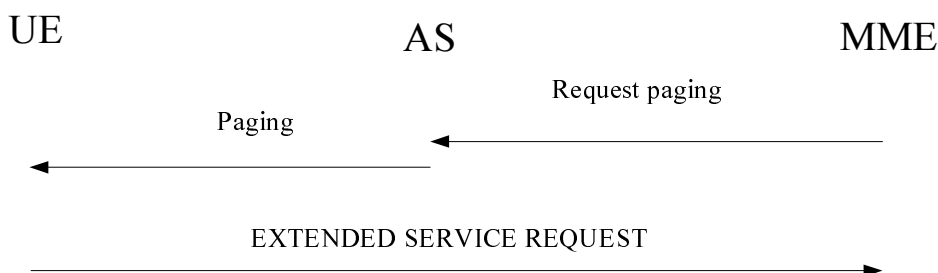 UE AS MME
Request paging
Paging
EXTENDED SERVICE REQUEST